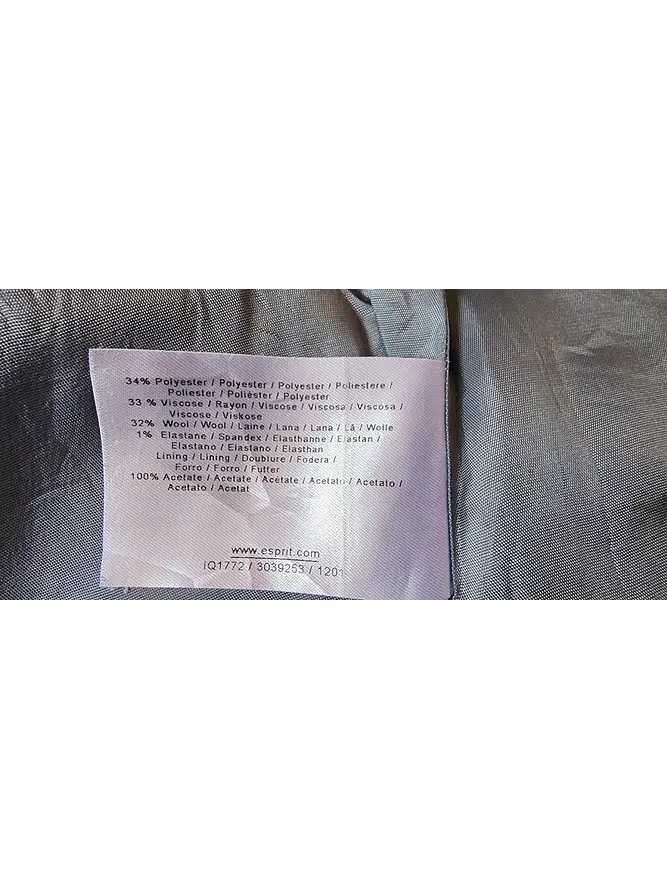 34% Polyester / Polyester / Polyester / Poliestere /
Poliester / Poliéster / Polyester
33 % Viscose / Rayon / Viscose / Viscosa / Viscosa /
Viscose / Viskose
32% Wool / Wool / Laine / Lana / Lana / Lã / Wolle
1% Elastane / Spandex / Elasthanne / Elastan /
Elastano / Elastano / Elasthan
Lining / Lining / Doublure / Fodera /
Forro / Forro / Futter
100% Acetate / Acetate / Acetate / Acetato / Acetato /
Acetato / Acetat
www.esprit.com
IQ1772 / 3039253 / 1201